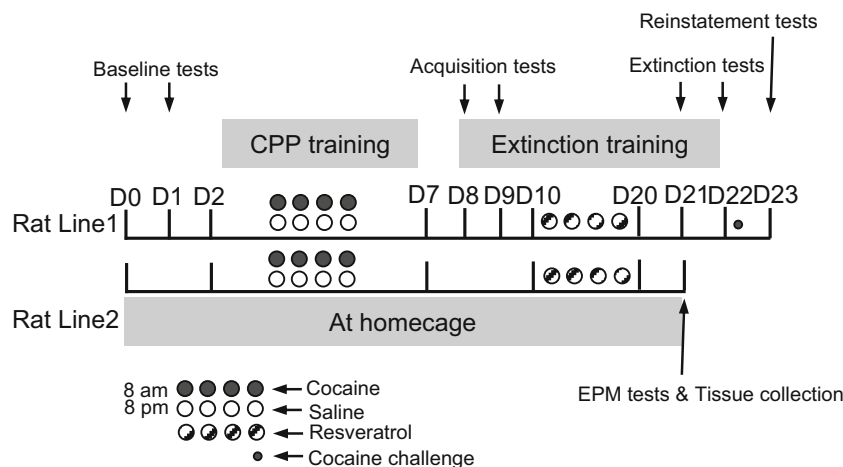 Reinstatement tests
Baseline tests
Acquisition tests
Extinction tests
CPP training
Extinction training
D0 D1 D2 D7 D8 D9 D10 D20 D21 D22 D23
Rat Line1
Rat Line2
At homecage
EPM tests & Tissue collection
8 am
Cocaine
8 pm
Saline
Resveratrol
Cocaine challenge